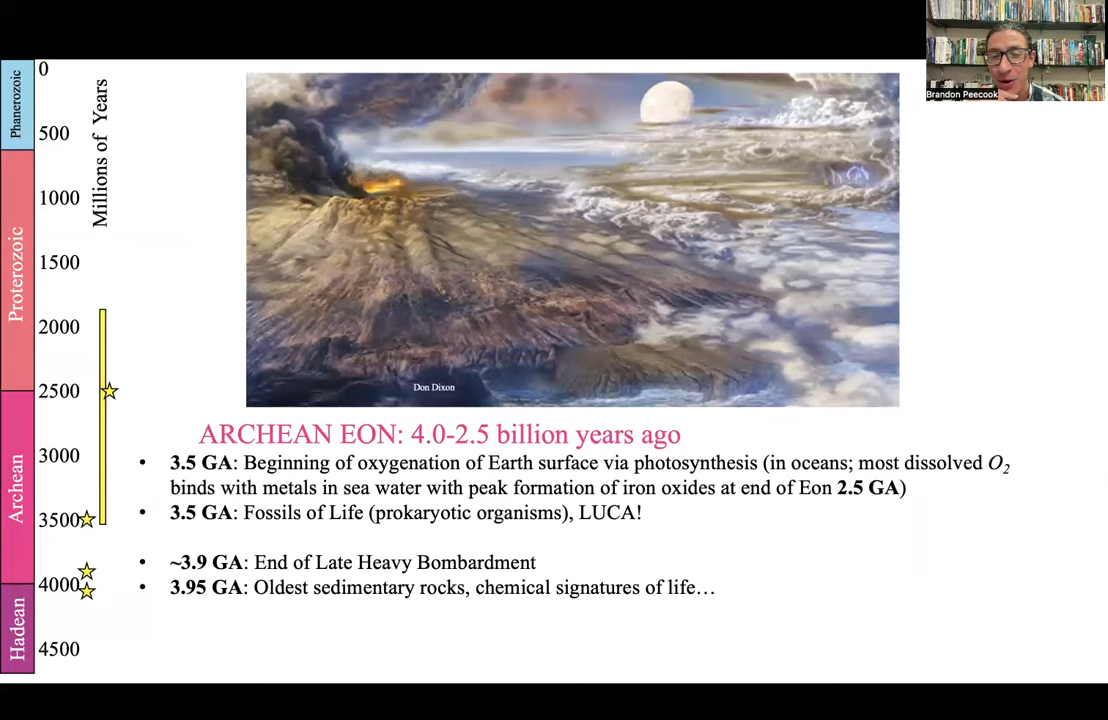 Brandon Peecook
Phanerozoic
Proterozoic
Archean
Hadean
0
500
1000
1500
2000
2500
3000
3500
4000
4500
Millions of Years
Don Dixon
ARCHEAN EON: 4.0-2.5 billion years ago
• 3.5 GA: Beginning of oxygenation of Earth surface via photosynthesis (in oceans; most dissolved O₂
binds with metals in sea water with peak formation of iron oxides at end of Eon 2.5 GA)
• 3.5 GA: Fossils of Life (prokaryotic organisms), LUCA!
• ~3.9 GA: End of Late Heavy Bombardment
• 3.95 GA: Oldest sedimentary rocks, chemical signatures of life…